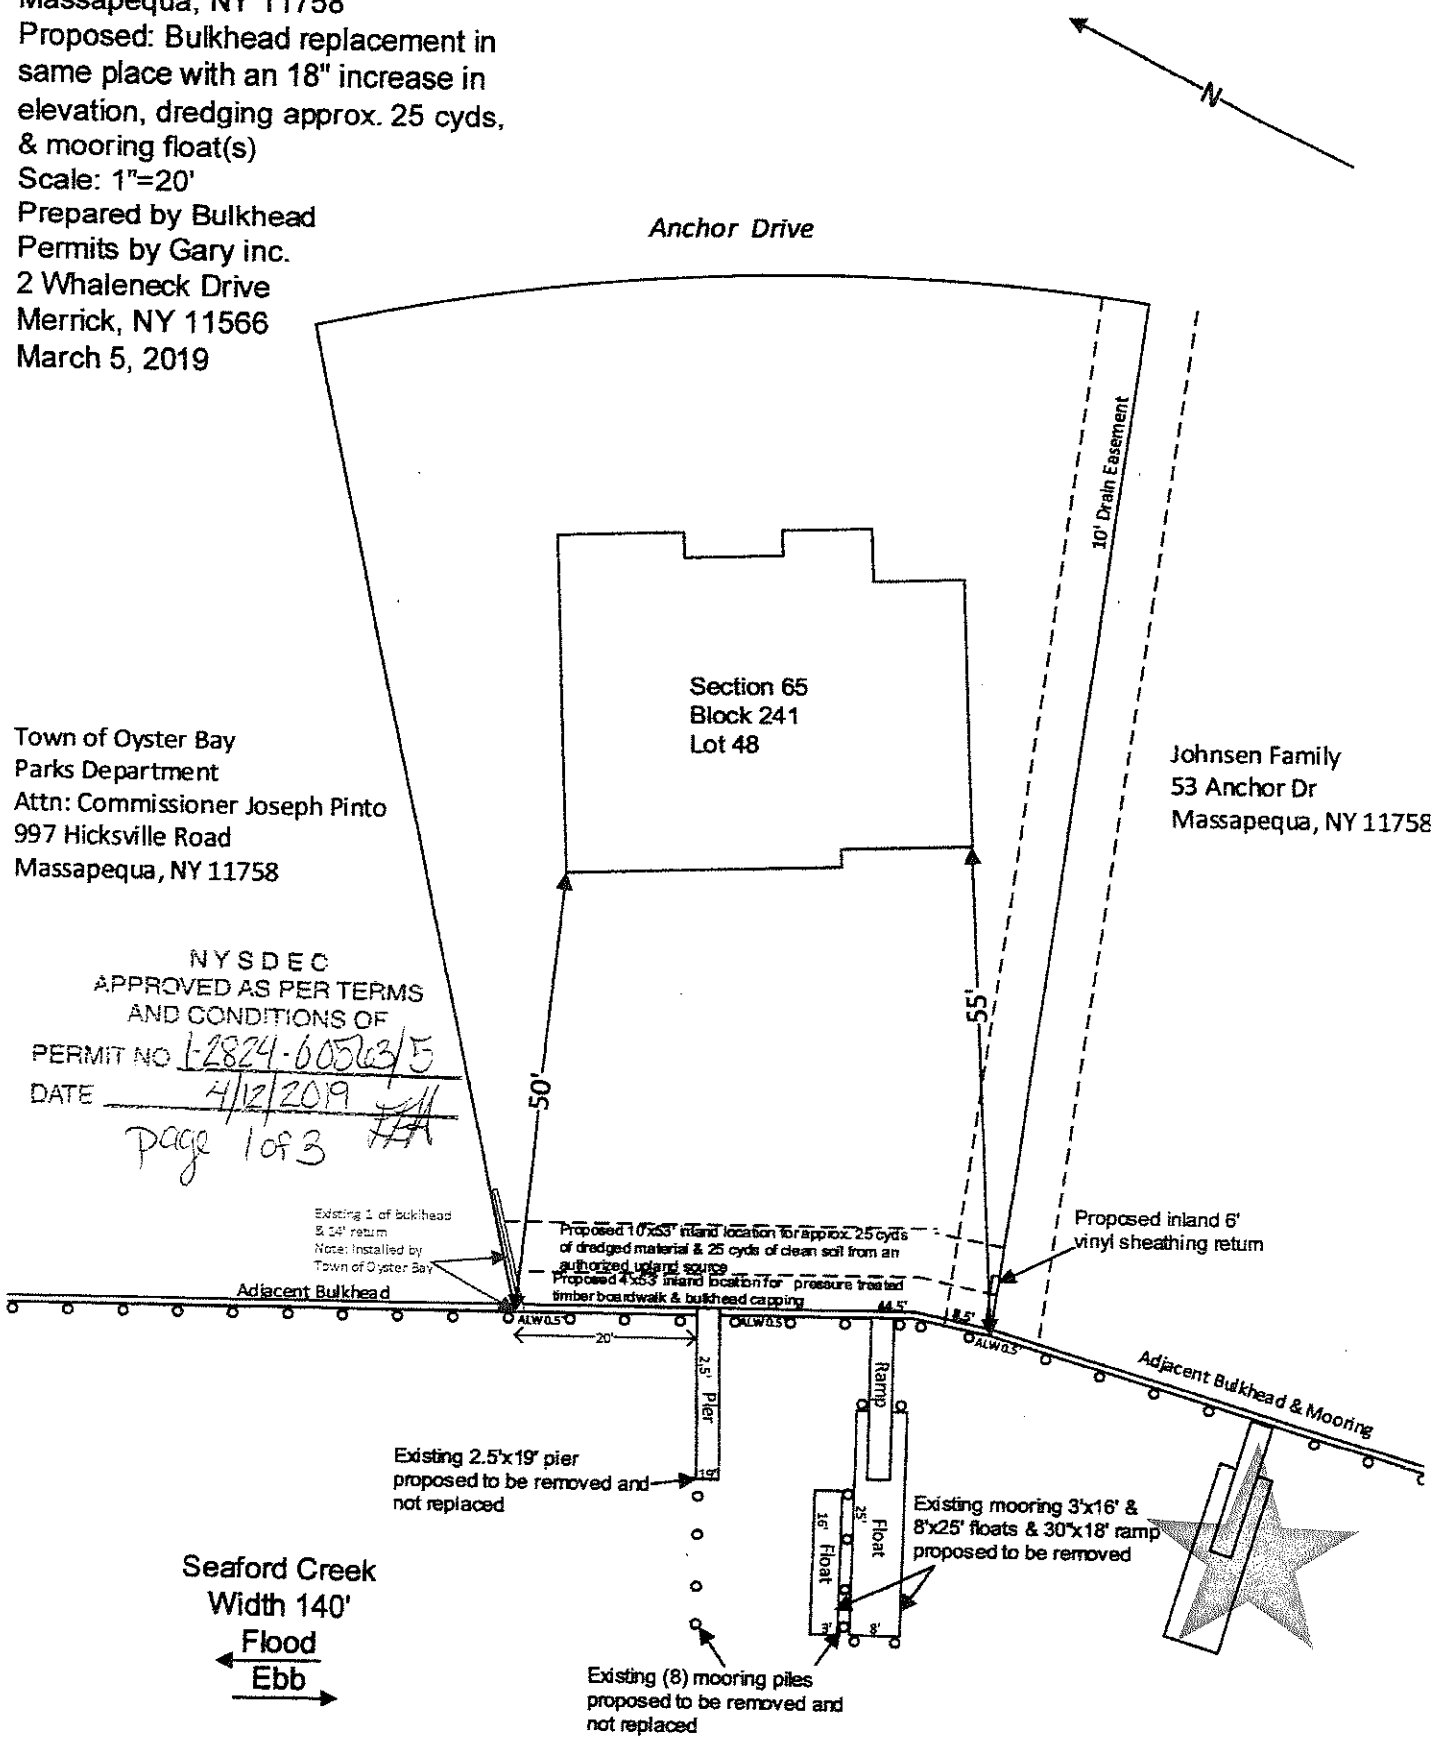 Massapequa, NY 11758
Proposed: Bulkhead replacement in
same place with an 18" increase in
elevation, dredging approx. 25 cyds,
& mooring float(s)
Scale: 1"=20'
Prepared by Bulkhead
Permits by Gary inc.
2 Whaleneck Drive
Merrick, NY 11566
March 5, 2019
N
Anchor Drive
10' Drain Easement
Section 65
Block 241
Lot 48
Town of Oyster Bay
Parks Department
Attn: Commissioner Joseph Pinto
997 Hicksville Road
Massapequa, NY 11758
Johnsen Family
53 Anchor Dr
Massapequa, NY 11758
NYSDEC
APPROVED AS PER TERMS
AND CONDITIONS OF
PERMIT NO 1-2824-00563/5
DATE 4/12/2019
page 1 of 3
50'
55'
Existing 1 of bulkhead
& 14' return
Note: Installed by
Town of Oyster Bay
Proposed 10'x53' inland location for approx. 25 cyds
of dredged material & 25 cyds of clean soil from an
authorized upland source
Proposed 4'x53' inland location for pressure treated
timber boardwalk & bulkhead capping
Proposed inland 6'
vinyl sheathing return
Adjacent Bulkhead
44.5'
8.5'
ALW 0.5'
ALW 0.5'
ALW 0.5'
20'
2.5' Pier
19'
Ramp
Adjacent Bulkhead & Mooring
Existing 2.5'x19' pier
proposed to be removed and
not replaced
16' Float
3'
25' Float
8'
Existing mooring 3'x16' &
8'x25' floats & 30"x18' ramp
proposed to be removed
Seaford Creek
Width 140'
Flood
Ebb
Existing (8) mooring piles
proposed to be removed and
not replaced